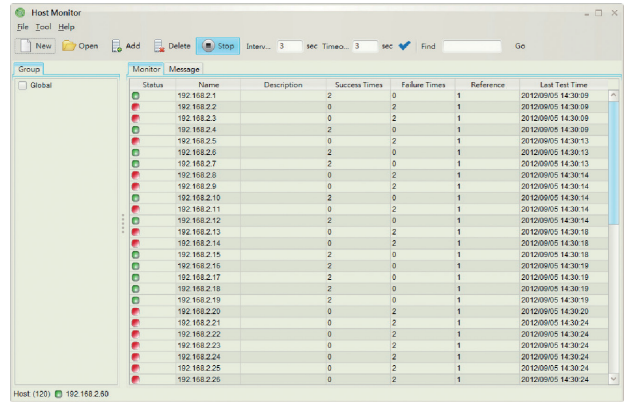 Host Monitor
File Tool Help
New Open Add Delete Stop Interv... 3 sec Timeo... 3 sec Find Go
Group Monitor Message
Global
Status Name Description Success Times Failure Times Reference Last Test Time
192.168.2.1 2 0 1 2012/09/05 14:30:09
192.168.2.2 0 2 1 2012/09/05 14:30:09
192.168.2.3 0 2 1 2012/09/05 14:30:09
192.168.2.4 2 0 1 2012/09/05 14:30:09
192.168.2.5 0 2 1 2012/09/05 14:30:13
192.168.2.6 2 0 1 2012/09/05 14:30:13
192.168.2.7 2 0 1 2012/09/05 14:30:13
192.168.2.8 0 2 1 2012/09/05 14:30:14
192.168.2.9 0 2 1 2012/09/05 14:30:14
192.168.2.10 2 0 1 2012/09/05 14:30:14
192.168.2.11 0 2 1 2012/09/05 14:30:14
192.168.2.12 2 0 1 2012/09/05 14:30:14
192.168.2.13 0 2 1 2012/09/05 14:30:18
192.168.2.14 0 2 1 2012/09/05 14:30:18
192.168.2.15 2 0 1 2012/09/05 14:30:18
192.168.2.16 2 0 1 2012/09/05 14:30:19
192.168.2.17 2 0 1 2012/09/05 14:30:19
192.168.2.18 2 0 1 2012/09/05 14:30:19
192.168.2.19 2 0 1 2012/09/05 14:30:19
192.168.2.20 0 2 1 2012/09/05 14:30:20
192.168.2.21 0 2 1 2012/09/05 14:30:24
192.168.2.22 0 2 1 2012/09/05 14:30:24
192.168.2.23 0 2 1 2012/09/05 14:30:24
192.168.2.24 0 2 1 2012/09/05 14:30:24
192.168.2.25 0 2 1 2012/09/05 14:30:24
192.168.2.26 0 2 1 2012/09/05 14:30:24
Host (120) 192.168.2.60